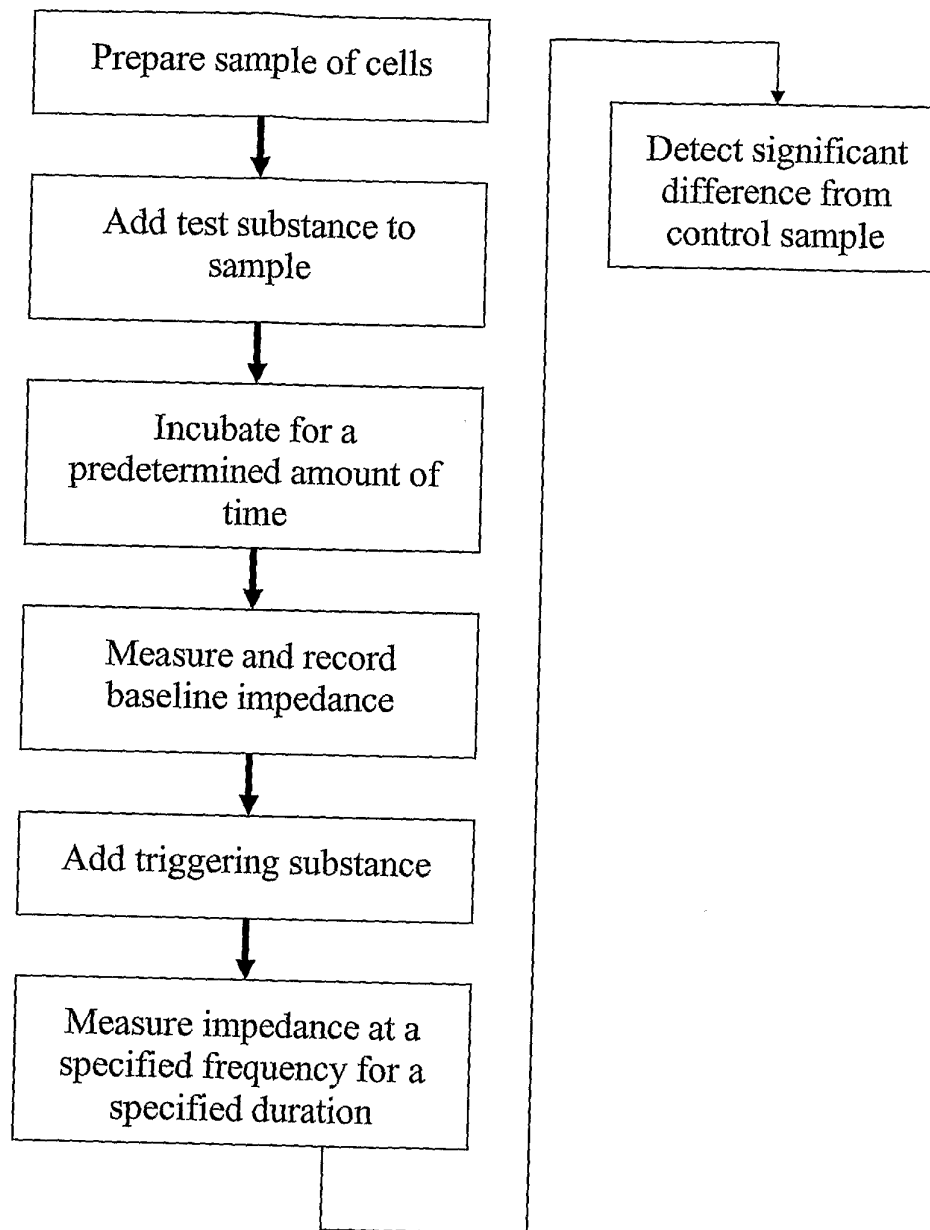 Prepare sample of cells
Add test substance to
sample
Incubate for a
predetermined amount of
time
Measure and record
baseline impedance
Add triggering substance
Measure impedance at a
specified frequency for a
specified duration
Detect significant
difference from
control sample